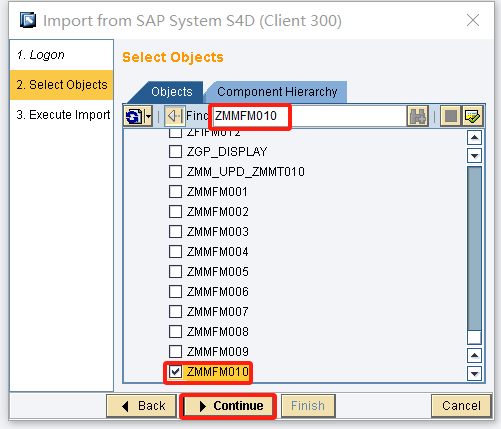 Import from SAP System S4D (Client 300)
1. Logon
2. Select Objects
3. Execute Import
Select Objects
Objects
Component Hierarchy
Find
ZMMFM010
ZFIFM012
ZGP_DISPLAY
ZMM_UPD_ZMMT010
ZMMFM001
ZMMFM002
ZMMFM003
ZMMFM004
ZMMFM005
ZMMFM006
ZMMFM007
ZMMFM008
ZMMFM009
ZMMFM010
Back
Continue
Finish
Cancel